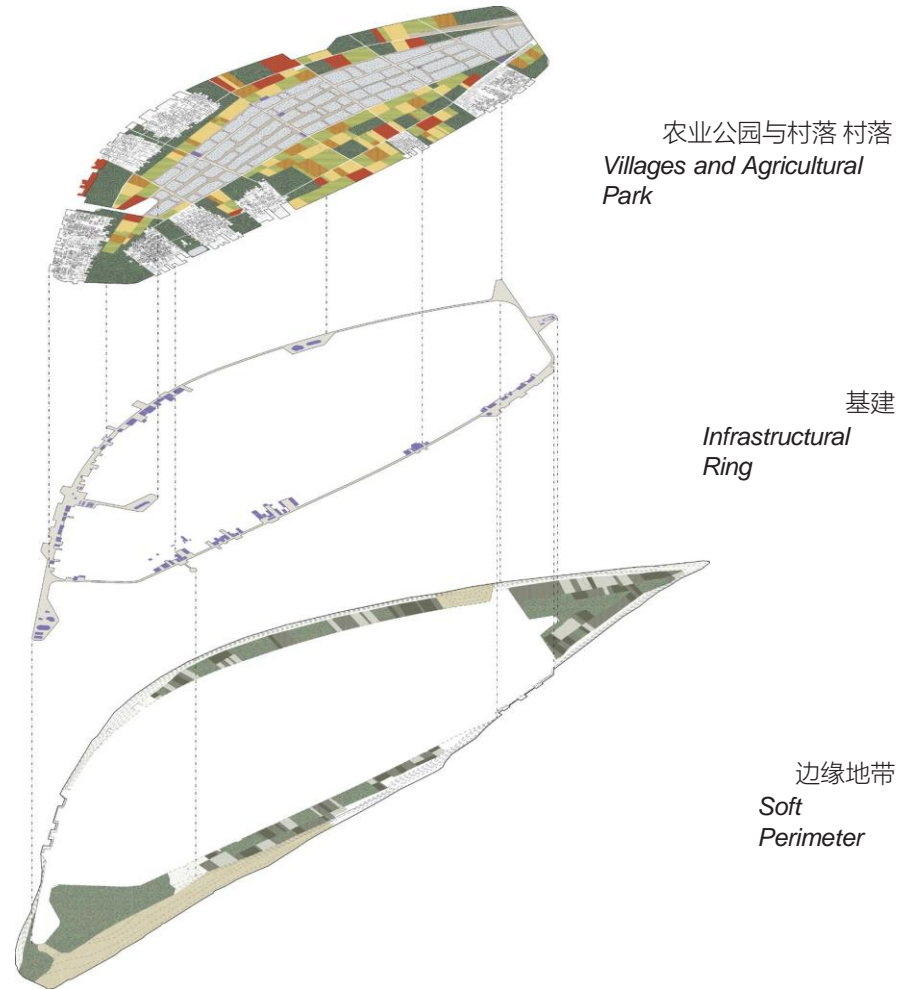 农业公园与村落 村落
Villages and Agricultural
Park
基建
Infrastructural
Ring
边缘地带
Soft
Perimeter